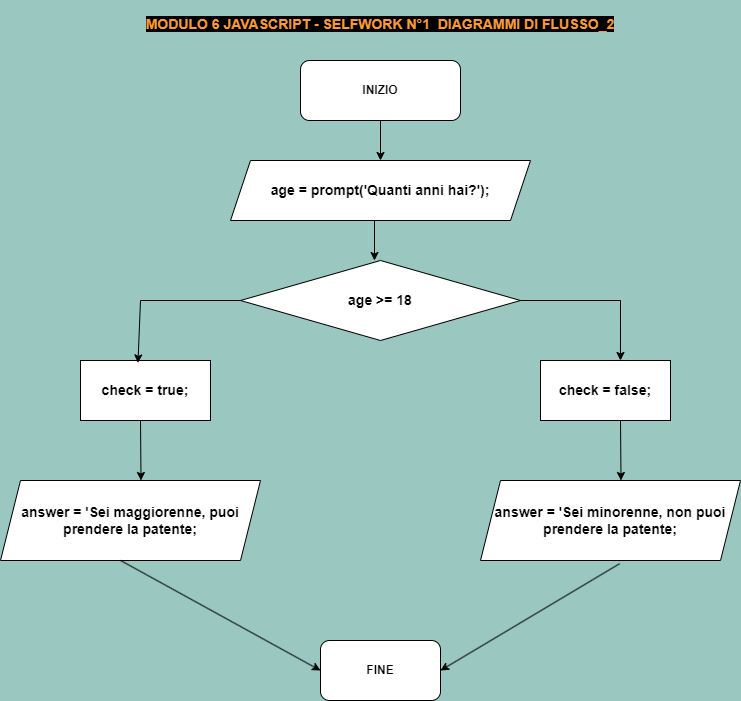 MODULO 6 JAVASCRIPT - SELFWORK N°1  DIAGRAMMI DI FLUSSO_2
INIZIO
age = prompt('Quanti anni hai?');
age >= 18
check = true;
check = false;
answer = 'Sei maggiorenne, puoi
prendere la patente;
answer = 'Sei minorenne, non puoi
prendere la patente;
FINE